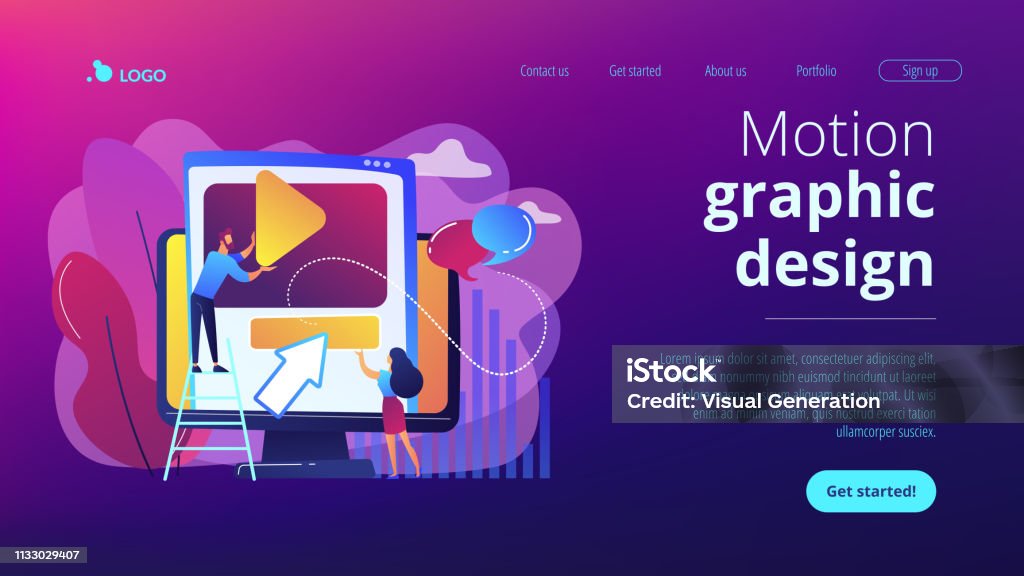 LOGO
Contact us
Get started
About us
Portfolio
Sign up
Motion
graphic
design
Lorem ipsum dolor sit amet, consectetuer adipiscing elit,
nonummy nibh euismod tincidunt ut laoreet
aliquam erat volutpat. Ut wisi
enim ad minim veniam, quis nostrud exerci tation
ullamcorper susciex.
iStock
Credit: Visual Generation
Get started!
1133029407